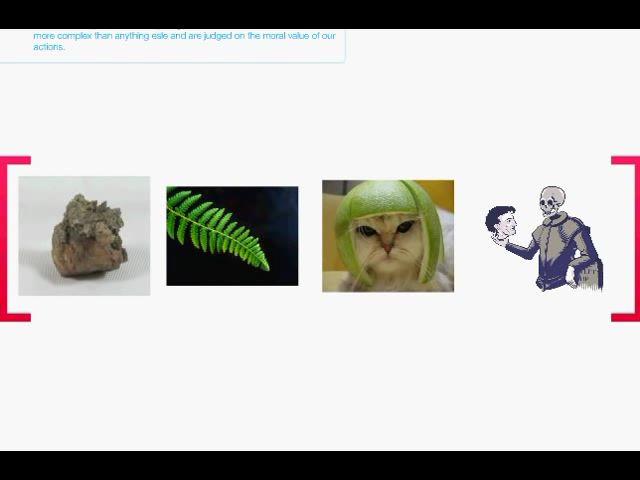 more complex than anything esle and are judged on the moral value of our
actions.